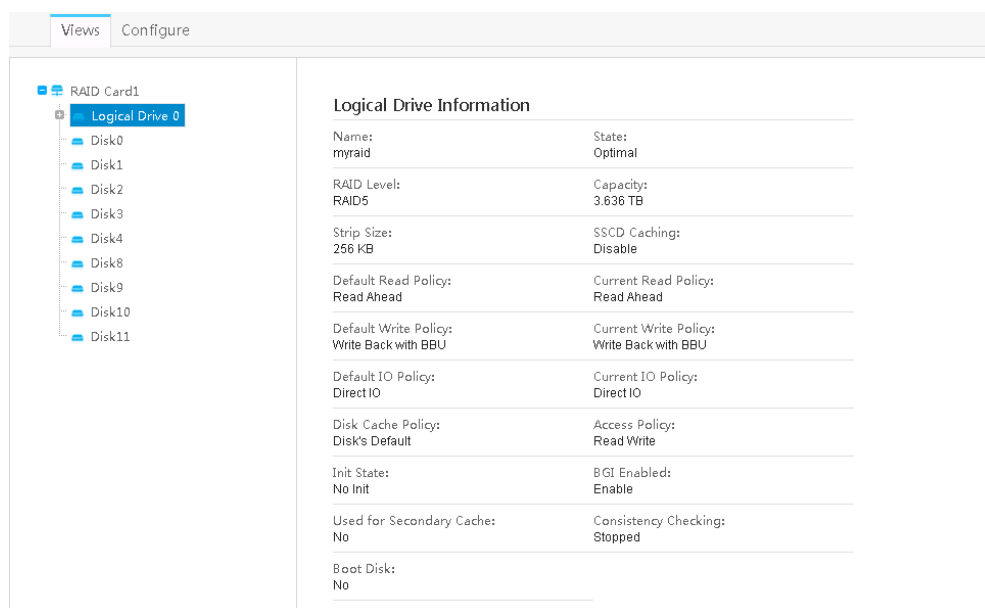 Views Configure
RAID Card1
Logical Drive 0
Disk0
Disk1
Disk2
Disk3
Disk4
Disk8
Disk9
Disk10
Disk11
Logical Drive Information
Name: State:
myraid Optimal
RAID Level: Capacity:
RAID5 3.636 TB
Strip Size: SSCD Caching:
256 KB Disable
Default Read Policy: Current Read Policy:
Read Ahead Read Ahead
Default Write Policy: Current Write Policy:
Write Back with BBU Write Back with BBU
Default IO Policy: Current IO Policy:
Direct IO Direct IO
Disk Cache Policy: Access Policy:
Disk's Default Read Write
Init State: BGI Enabled:
No Init Enable
Used for Secondary Cache: Consistency Checking:
No Stopped
Boot Disk:
No